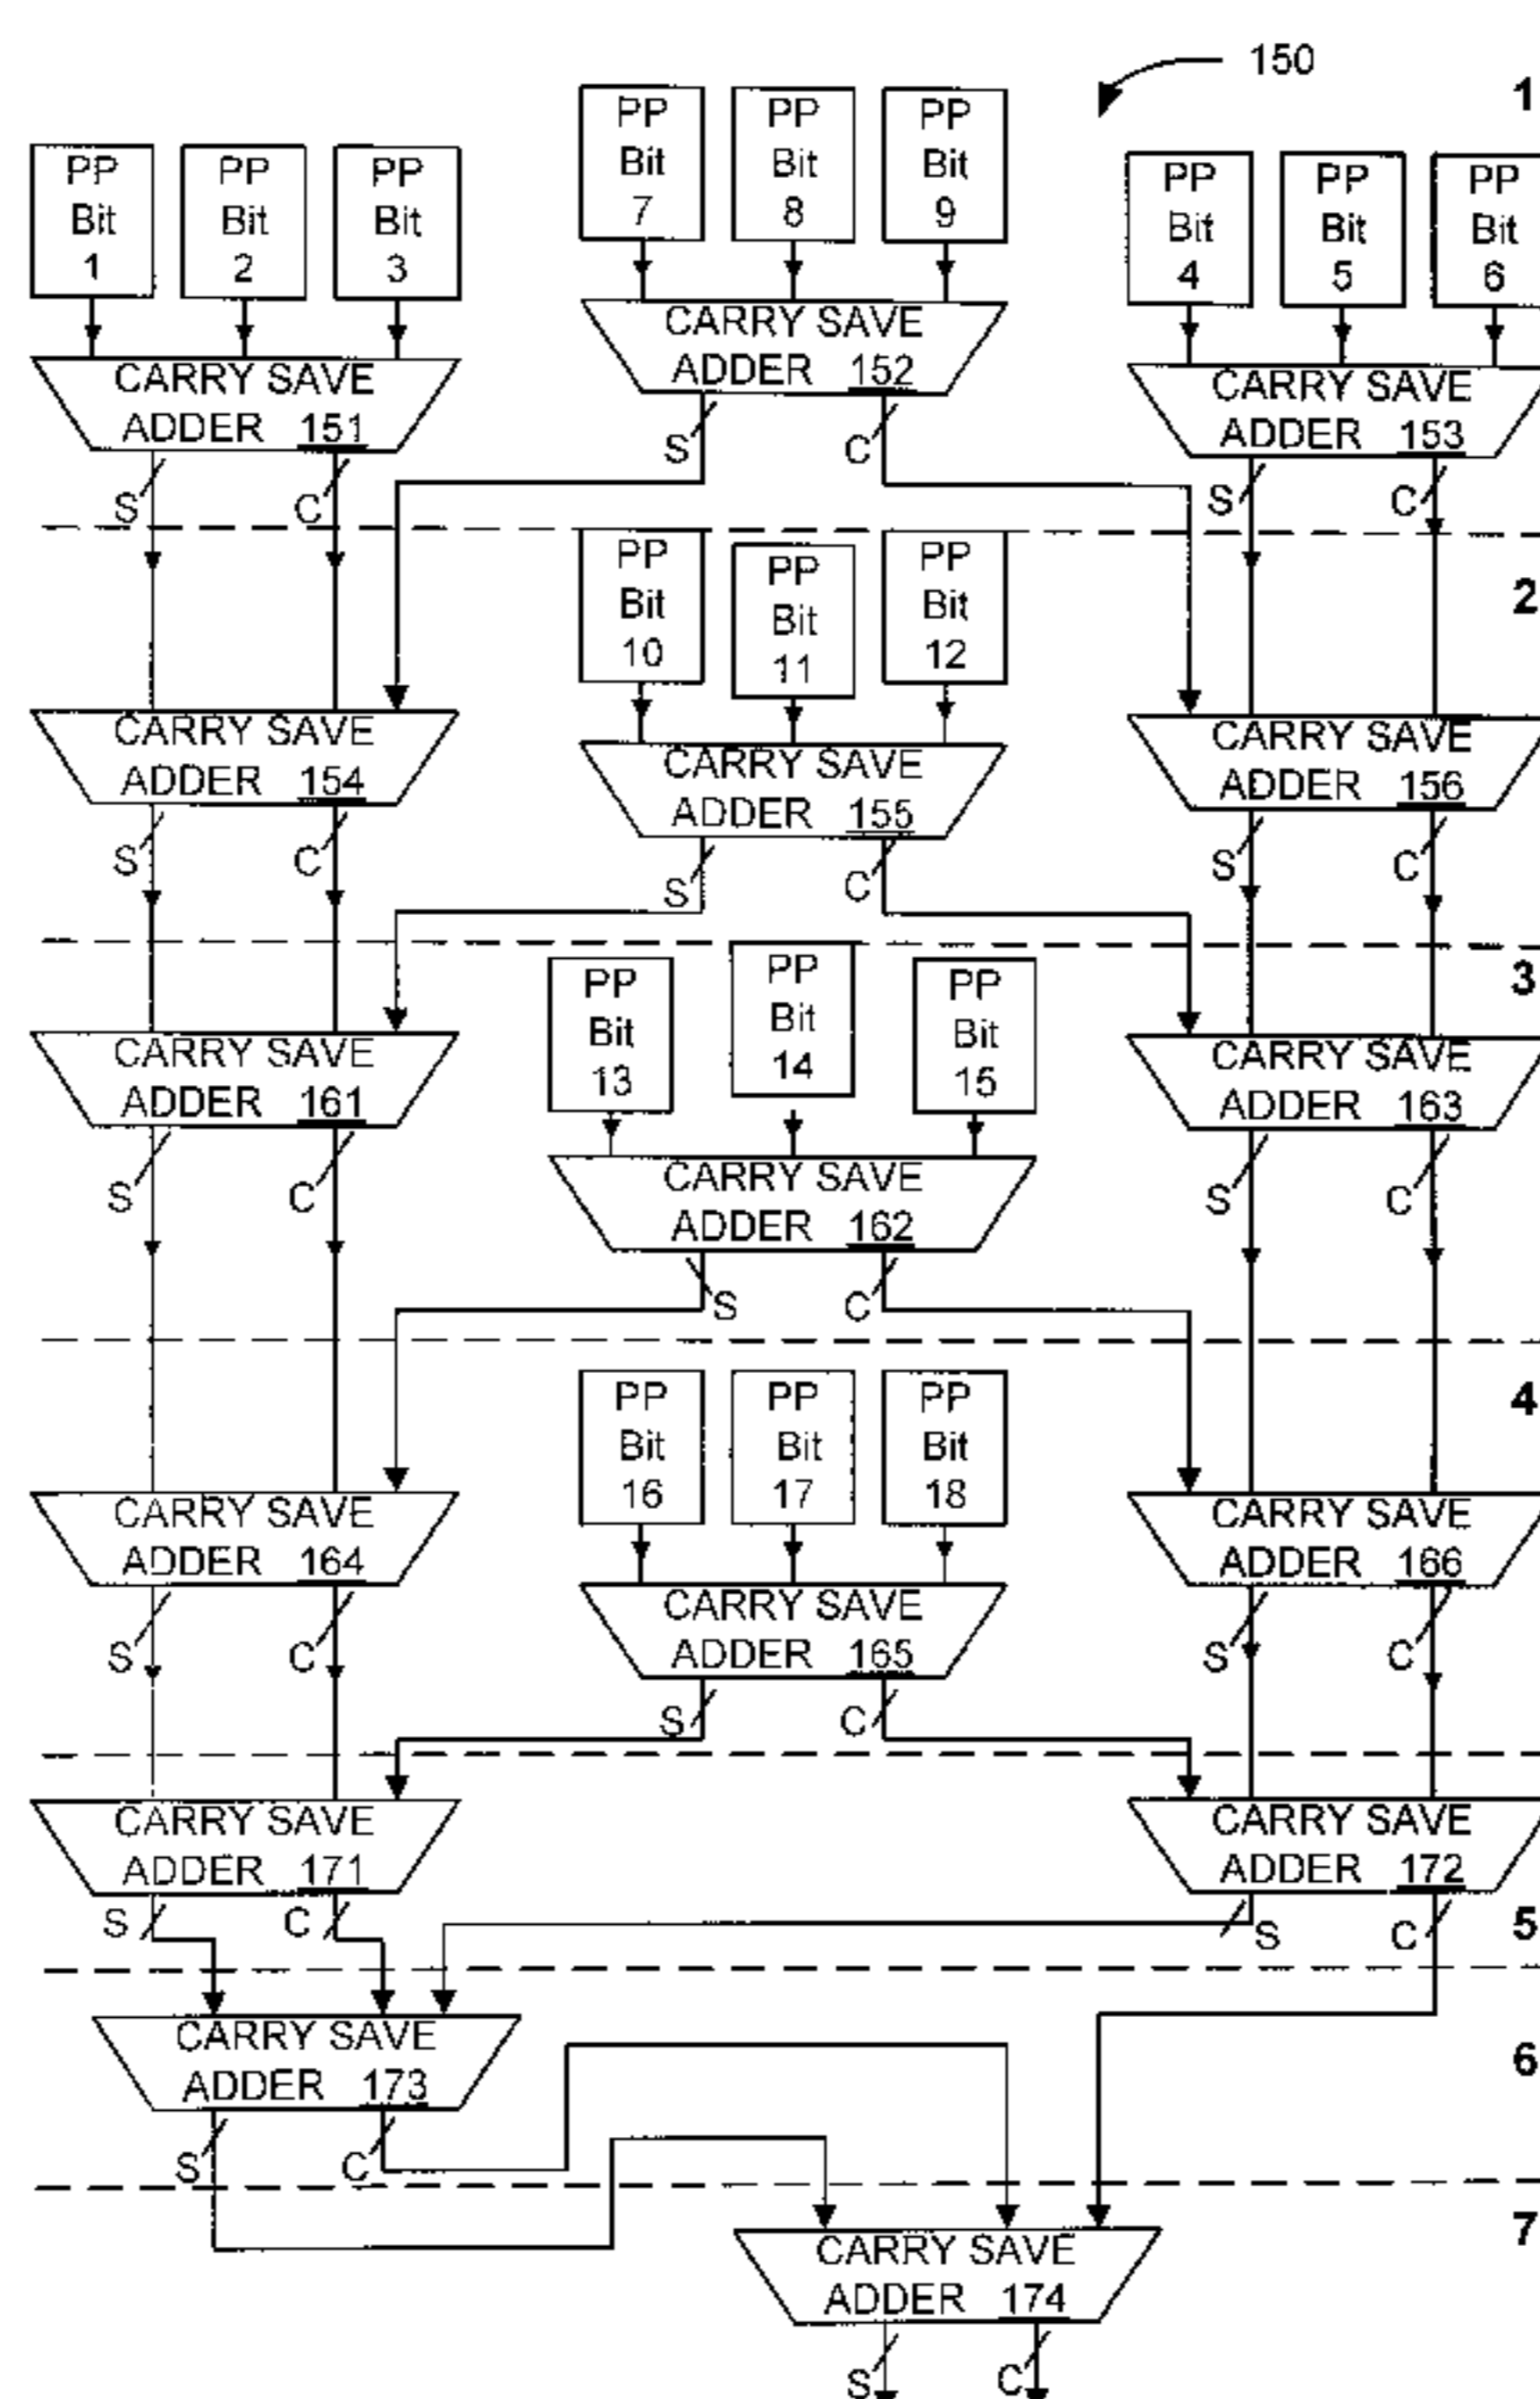 150
1
PP Bit 1
PP Bit 2
PP Bit 3
PP Bit 7
PP Bit 8
PP Bit 9
PP Bit 4
PP Bit 5
PP Bit 6
CARRY SAVE
ADDER 151
CARRY SAVE
ADDER 152
CARRY SAVE
ADDER 153
S
C
S
C
S
C
2
PP Bit 10
PP Bit 11
PP Bit 12
CARRY SAVE
ADDER 154
CARRY SAVE
ADDER 155
CARRY SAVE
ADDER 156
S
C
S
C
S
C
3
PP Bit 13
PP Bit 14
PP Bit 15
CARRY SAVE
ADDER 161
CARRY SAVE
ADDER 162
CARRY SAVE
ADDER 163
S
C
S
C
S
C
4
PP Bit 16
PP Bit 17
PP Bit 18
CARRY SAVE
ADDER 164
CARRY SAVE
ADDER 165
CARRY SAVE
ADDER 166
S
C
S
C
S
C
CARRY SAVE
ADDER 171
CARRY SAVE
ADDER 172
S
C
S
C
5
CARRY SAVE
ADDER 173
6
S
C
7
CARRY SAVE
ADDER 174
S
C